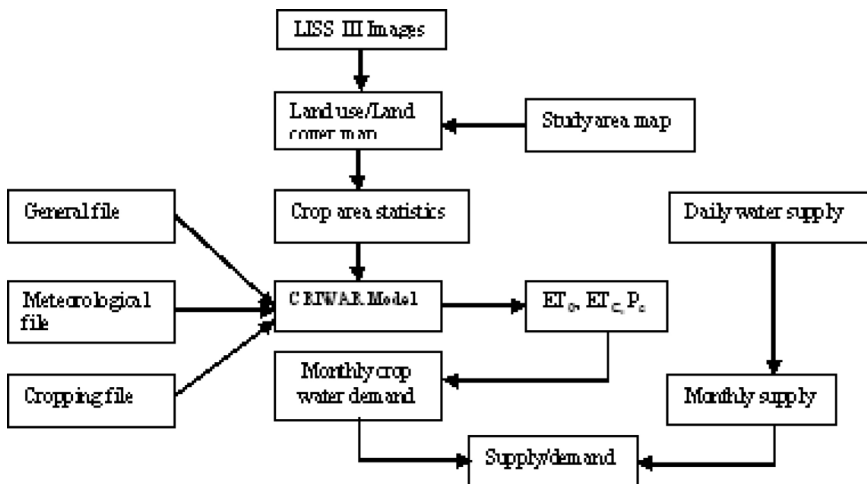 LISS III Images
Land use/Land
cover map
Study area map
General file
Crop area statistics
Daily water supply
Meteorological
file
CRIWAR Model
ET₀, ET꜀, Pₑ
Cropping file
Monthly crop
water demand
Monthly supply
Supply/demand